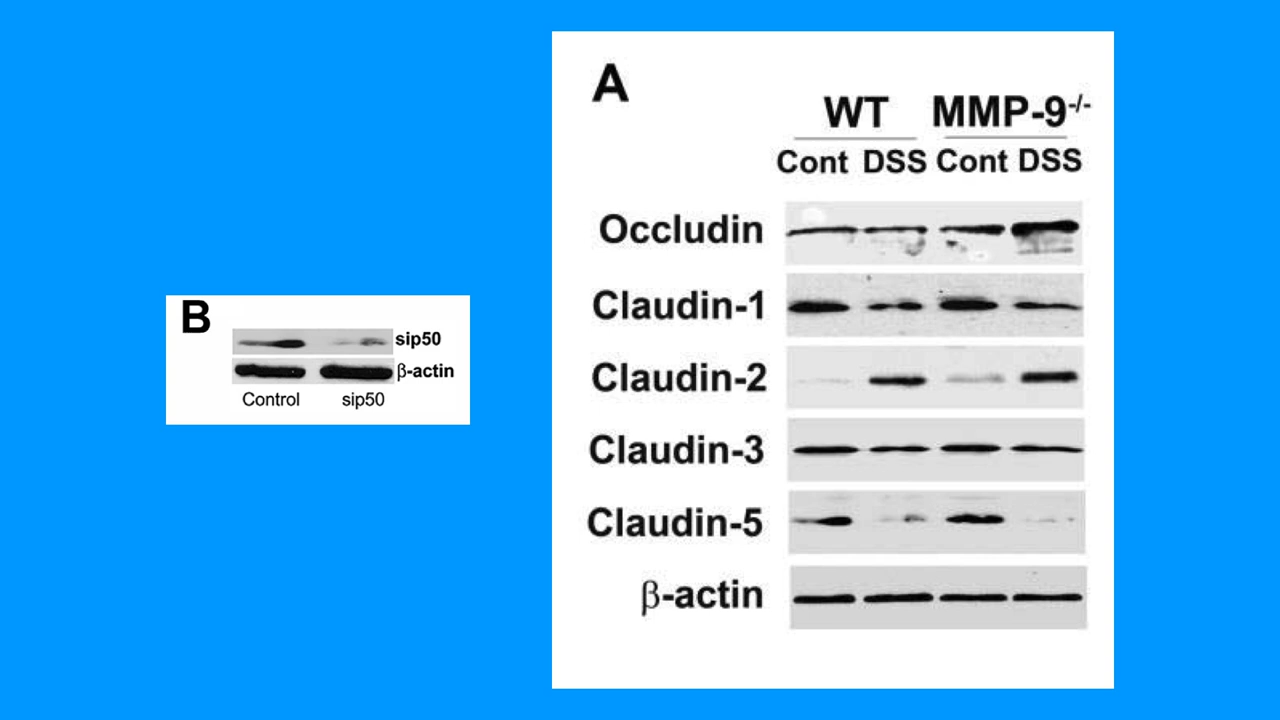 B
sip50
β-actin
Control sip50
A
WT MMP-9-/-
Cont DSS Cont DSS
Occludin
Claudin-1
Claudin-2
Claudin-3
Claudin-5
β-actin